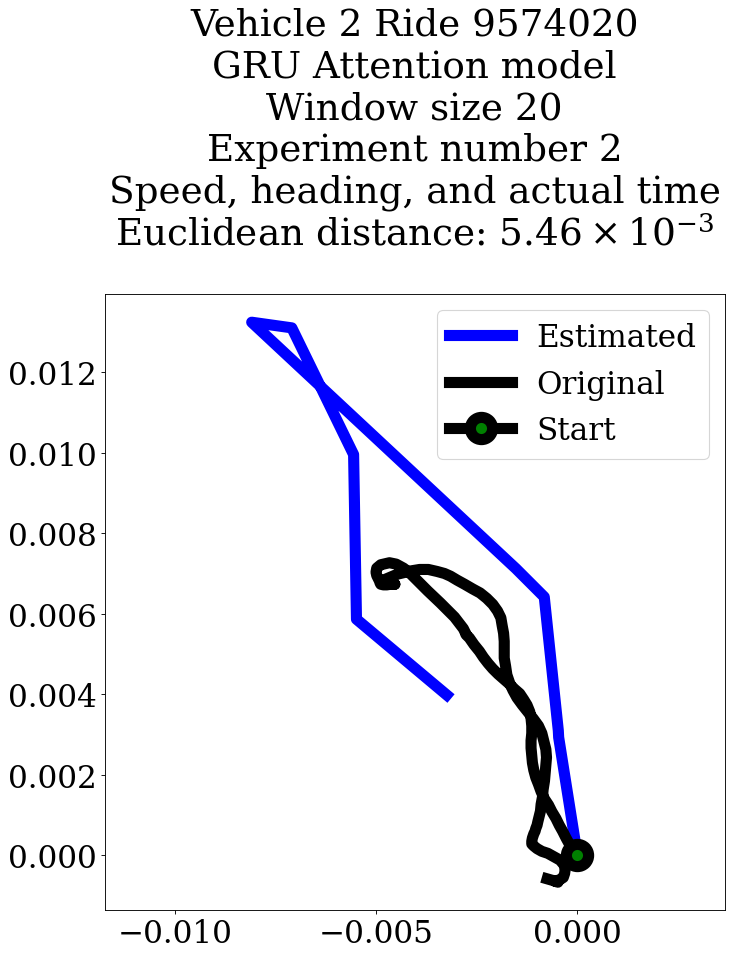 Vehicle 2 Ride 9574020
GRU Attention model
Window size 20
Experiment number 2
Speed, heading, and actual time
Euclidean distance: 5.46 × 10⁻³
Estimated
Original
Start
0.012
0.010
0.008
0.006
0.004
0.002
0.000
−0.010 −0.005 0.000